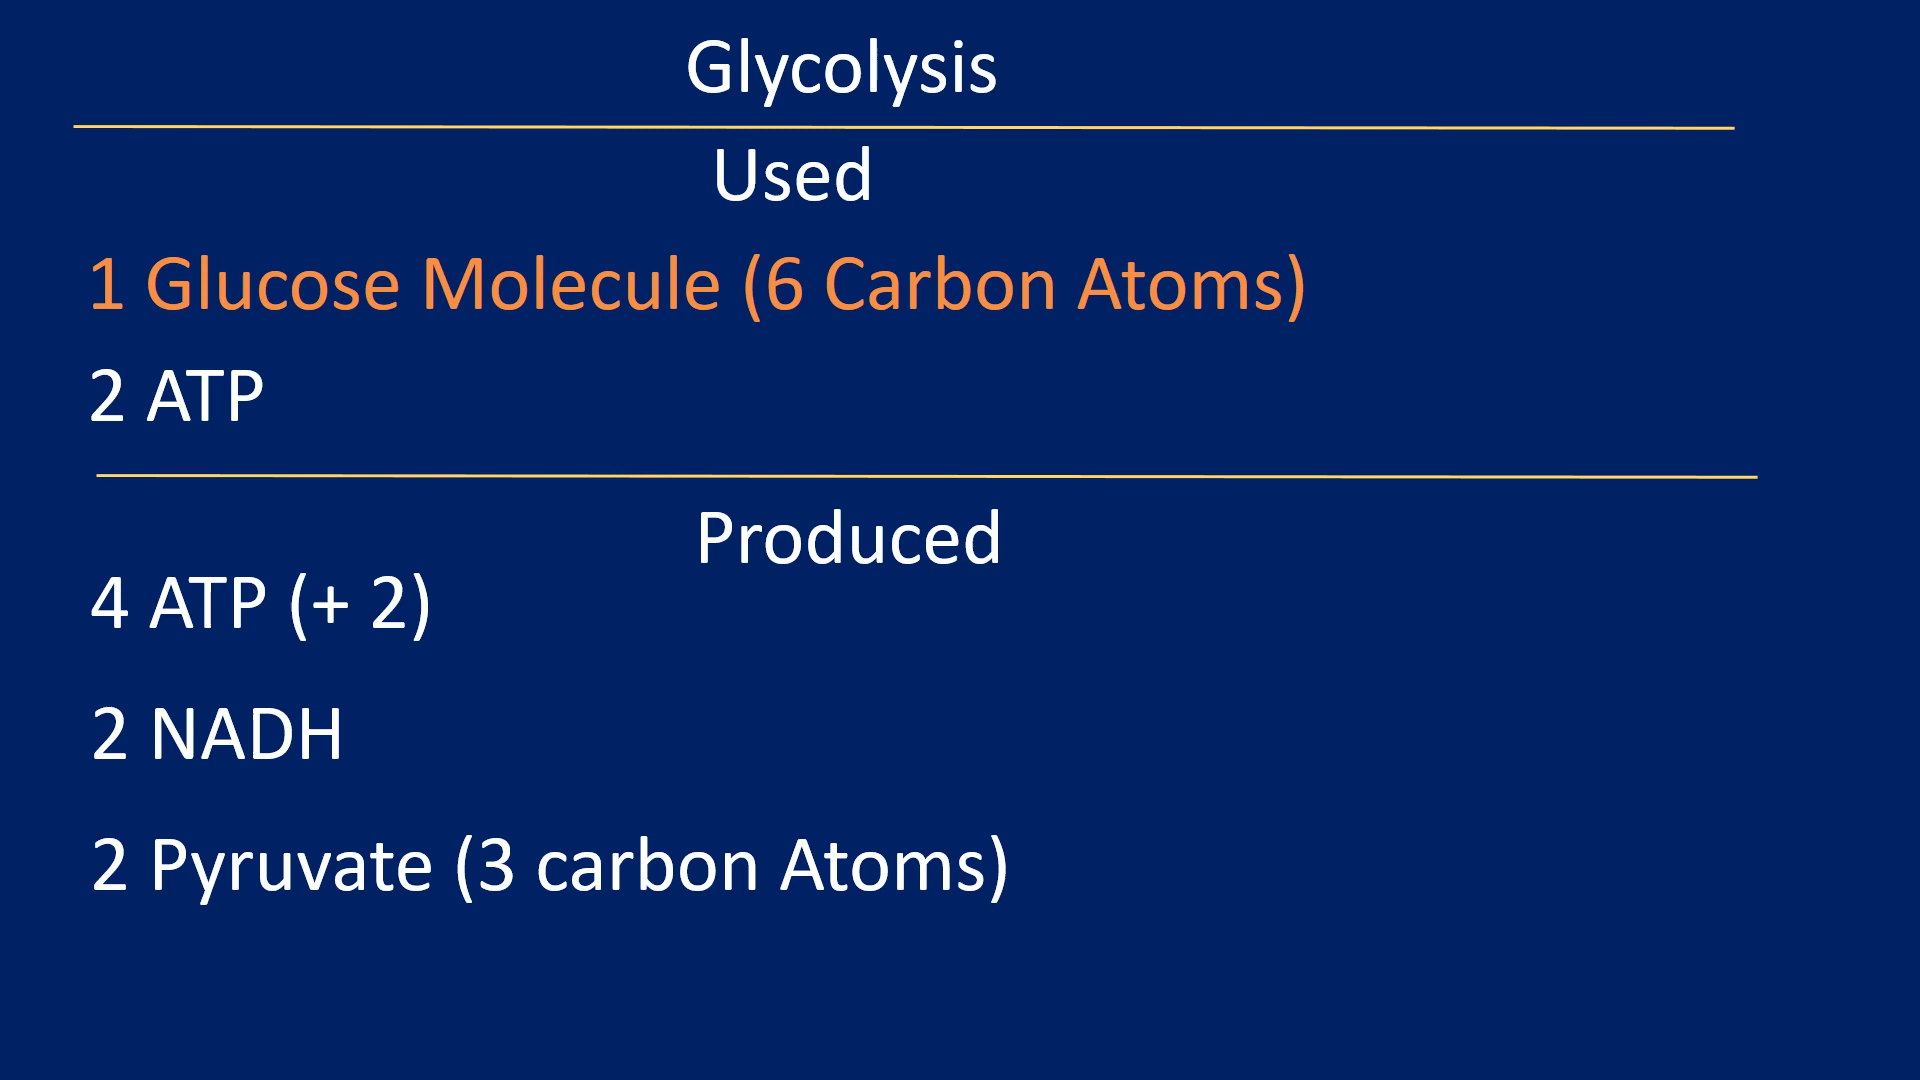 Glycolysis
Used
1 Glucose Molecule (6 Carbon Atoms)
2 ATP
Produced
4 ATP (+ 2)
2 NADH
2 Pyruvate (3 carbon Atoms)